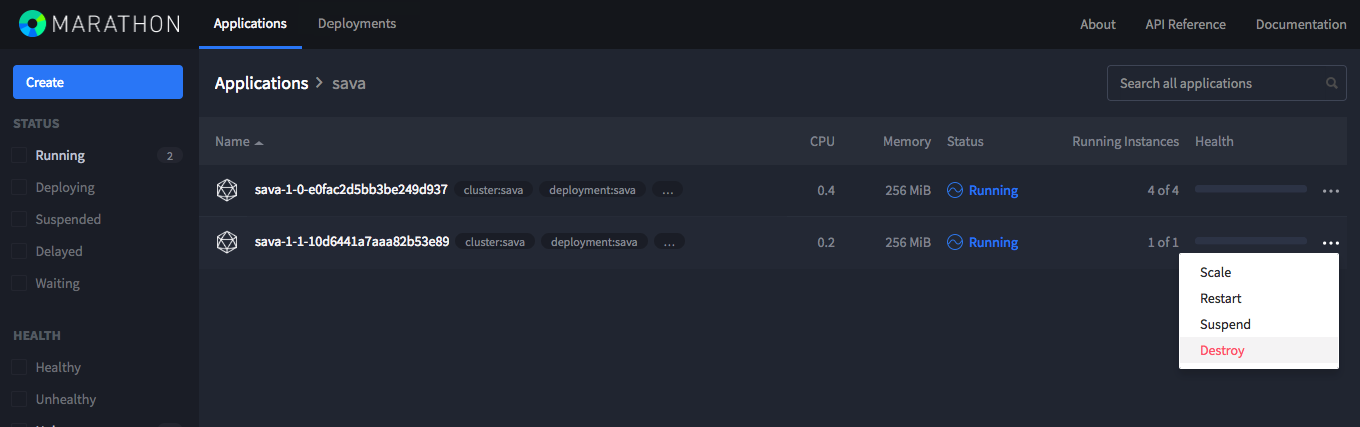 MARATHON
Applications
Deployments
About
API Reference
Documentation
Create
Applications > sava
Search all applications
STATUS
Running 2
Deploying
Suspended
Delayed
Waiting
HEALTH
Healthy
Unhealthy
Name CPU Memory Status Running Instances Health
sava-1-0-e0fac2d5bb3be249d937 cluster:sava deployment:sava ... 0.4 256 MiB Running 4 of 4 ...
sava-1-1-10d6441a7aaa82b53e89 cluster:sava deployment:sava ... 0.2 256 MiB Running 1 of 1 ...
Scale
Restart
Suspend
Destroy